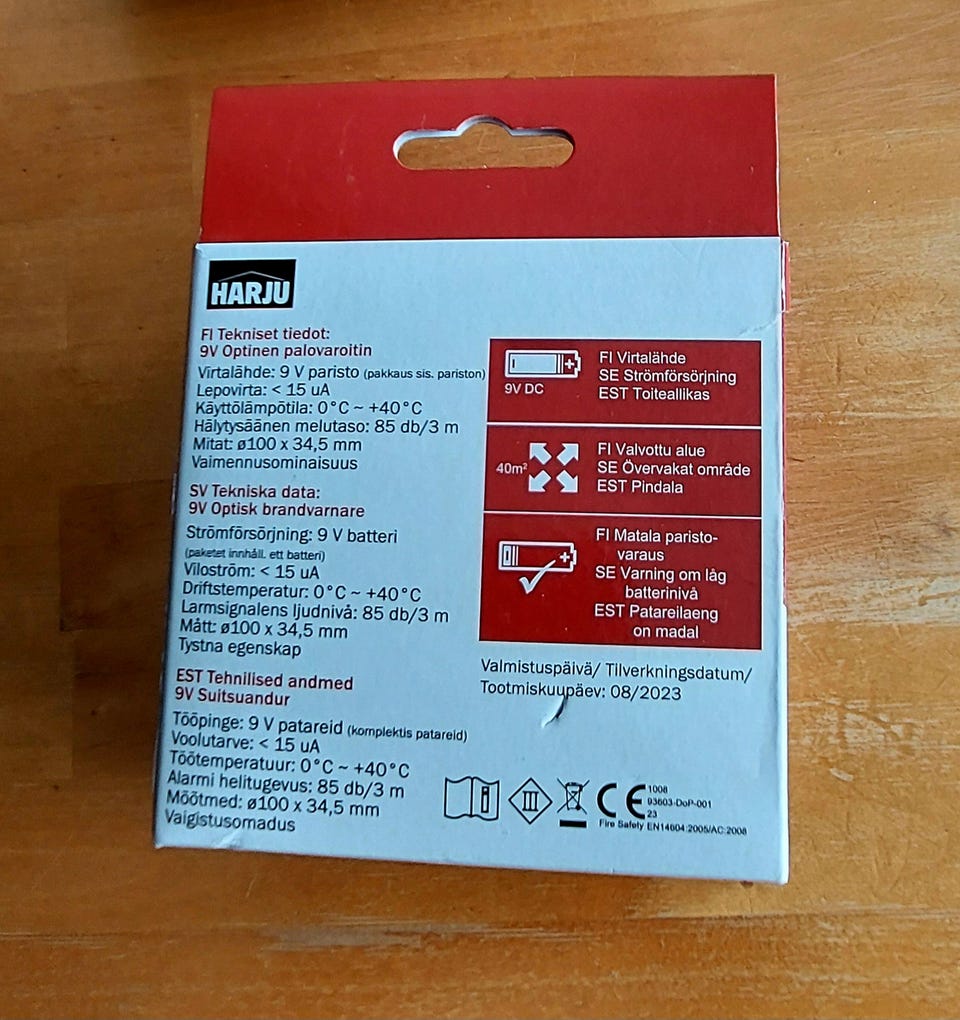 HARJU
FI Tekniset tiedot:
9V Optinen palovaroitin
Virtalähde: 9 V paristo (pakkaus sis. pariston)
Lepovirta: < 15 uA
Käyttölämpötila: 0°C ~ +40°C
Hälytysäänen melutaso: 85 db/3 m
Mitat: ø100 x 34,5 mm
Vaimennusominaisuus
SV Tekniska data:
9V Optisk brandvarnare
Strömförsörjning: 9 V batteri
(paketet innhåll. ett batteri)
Viloström: < 15 uA
Driftstemperatur: 0°C ~ +40°C
Larmsignalens ljudnivå: 85 db/3 m
Mått: ø100 x 34,5 mm
Tystna egenskap
EST Tehnilised andmed
9V Suitsuandur
Tööpinge: 9 V patareid (komplektis patareid)
Voolutarve: < 15 uA
Töötemperatuur: 0°C ~ +40°C
Alarmi helitugevus: 85 db/3 m
Mõõtmed: ø100 x 34,5 mm
Vaigistusomadus
9V DC
FI Virtalähde
SE Strömförsörjning
EST Toiteallikas
40m²
FI Valvottu alue
SE Övervakat område
EST Pindala
FI Matala paristo-
varaus
SE Varning om låg
batterinivå
EST Patareilaeng
on madal
Valmistuspäivä/ Tilverkningsdatum/
Tootmiskuupäev: 08/2023
III
CE
1008
93603-DoP-001
23
Fire Safety EN14604:2005/AC:2008